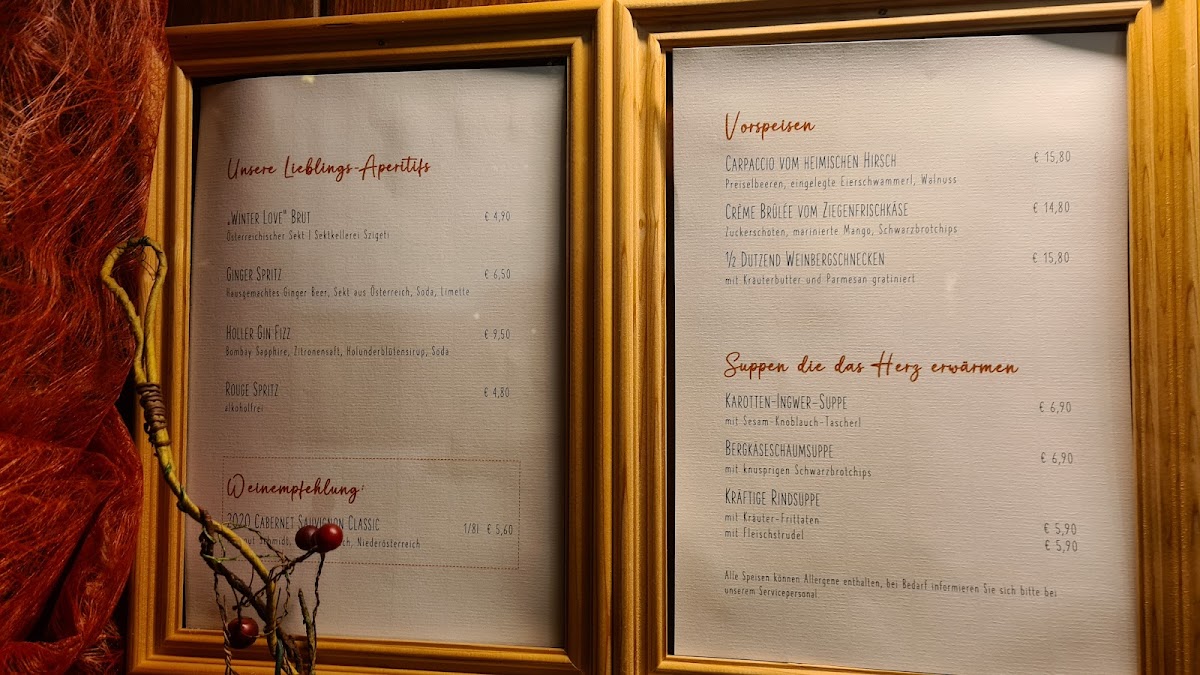 Unsere Lieblings-Aperitifs
„Winter Love" Brut € 4,90
Österreichischer Sekt | Sektkellerei Szigeti
Ginger Spritz € 6,50
Hausgemachtes Ginger Beer, Sekt aus Österreich, Soda, Limette
Holler Gin Fizz € 9,50
Bombay Sapphire, Zitronensaft, Holunderblütensirup, Soda
Rouge Spritz € 4,80
alkoholfrei
Weinempfehlung:
2020 Cabernet Sauvignon Classic 1/8l € 5,60
Schmidt, Niederösterreich
Vorspeisen
Carpaccio vom heimischen Hirsch € 15,80
Preiselbeeren, eingelegte Eierschwammerl, Walnuss
Crème Brûlée vom Ziegenfrischkäse € 14,80
Zuckerschoten, marinierte Mango, Schwarzbrotchips
½ Dutzend Weinbergschnecken € 15,80
mit Kräuterbutter und Parmesan gratiniert
Suppen die das Herz erwärmen
Karotten-Ingwer-Suppe € 6,90
mit Sesam-Knoblauch-Tascherl
Bergkäseschaumsuppe € 6,90
mit knusprigen Schwarzbrotchips
Kräftige Rindsuppe
mit Kräuter-Frittaten € 5,90
mit Fleischstrudel € 5,90
Alle Speisen können Allergene enthalten, bei Bedarf informieren Sie sich bitte bei
unserem Servicepersonal